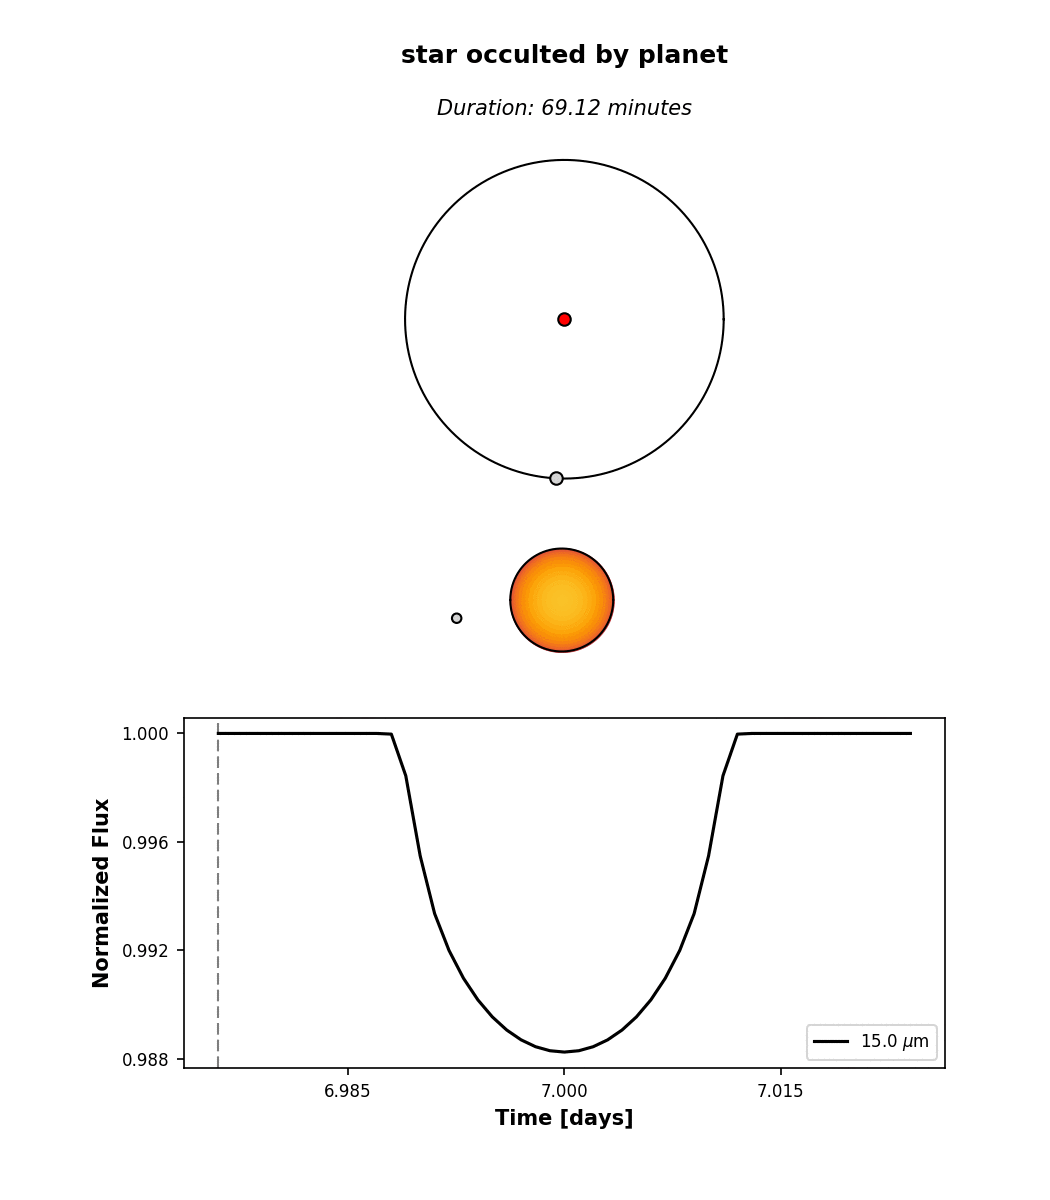 star occulted by planet
Duration: 69.12 minutes
1.000
0.996
0.992
0.988
Normalized Flux
15.0 μm
6.985 7.000 7.015
Time [days]